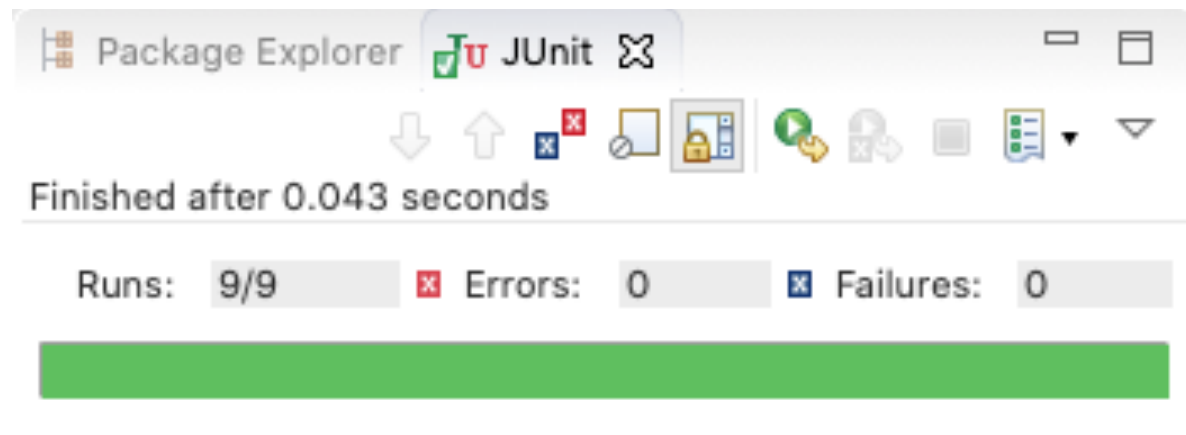 Package Explorer JUnit
Finished after 0.043 seconds
Runs: 9/9 Errors: 0 Failures: 0